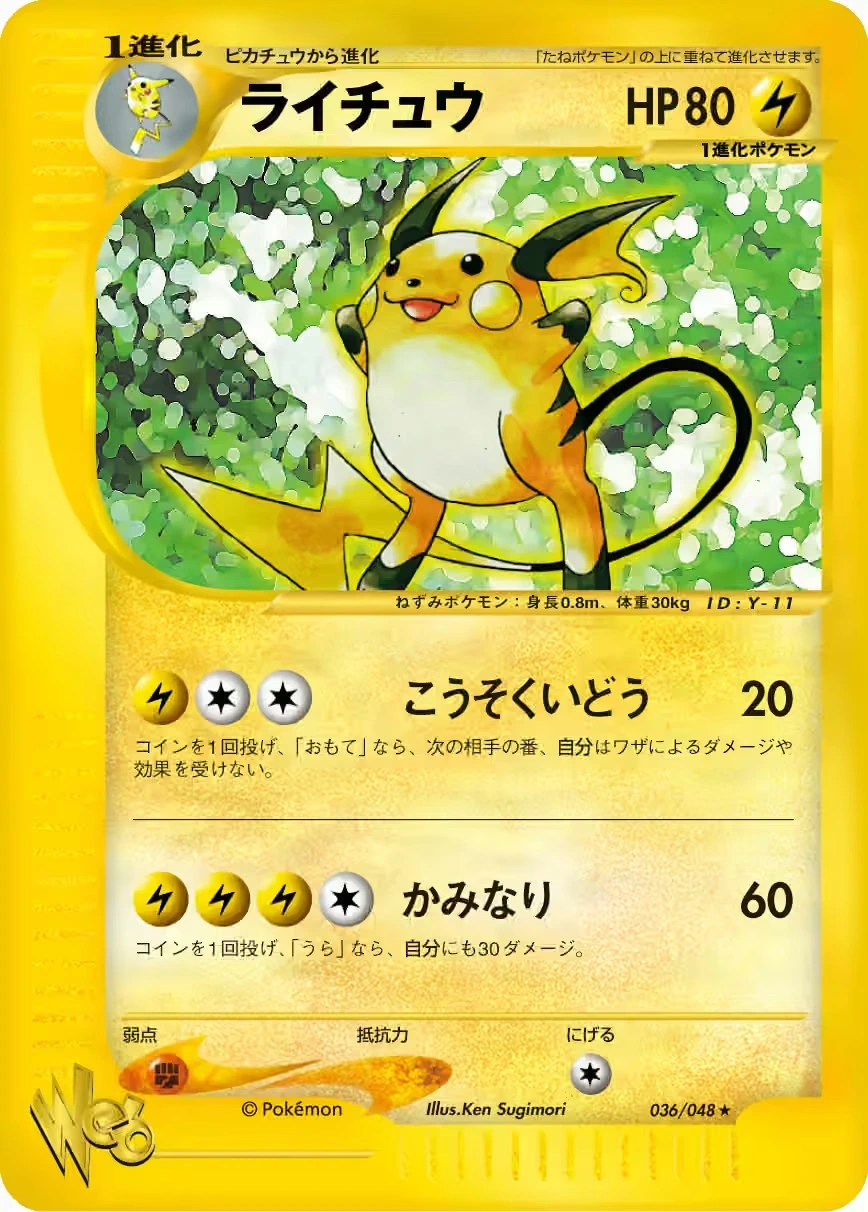 1進化
ピカチュウから進化
「たねポケモン」の上に重ねて進化させます。
ライチュウ
HP80
1進化ポケモン
ねずみポケモン：身長0.8m、体重30kg ID：Y-11
こうそくいどう 20
コインを1回投げ、「おもて」なら、次の相手の番、自分はワザによるダメージや
効果を受けない。
かみなり 60
コインを1回投げ、「うら」なら、自分にも30ダメージ。
弱点 抵抗力 にげる
Web
© Pokémon Illus.Ken Sugimori 036/048★